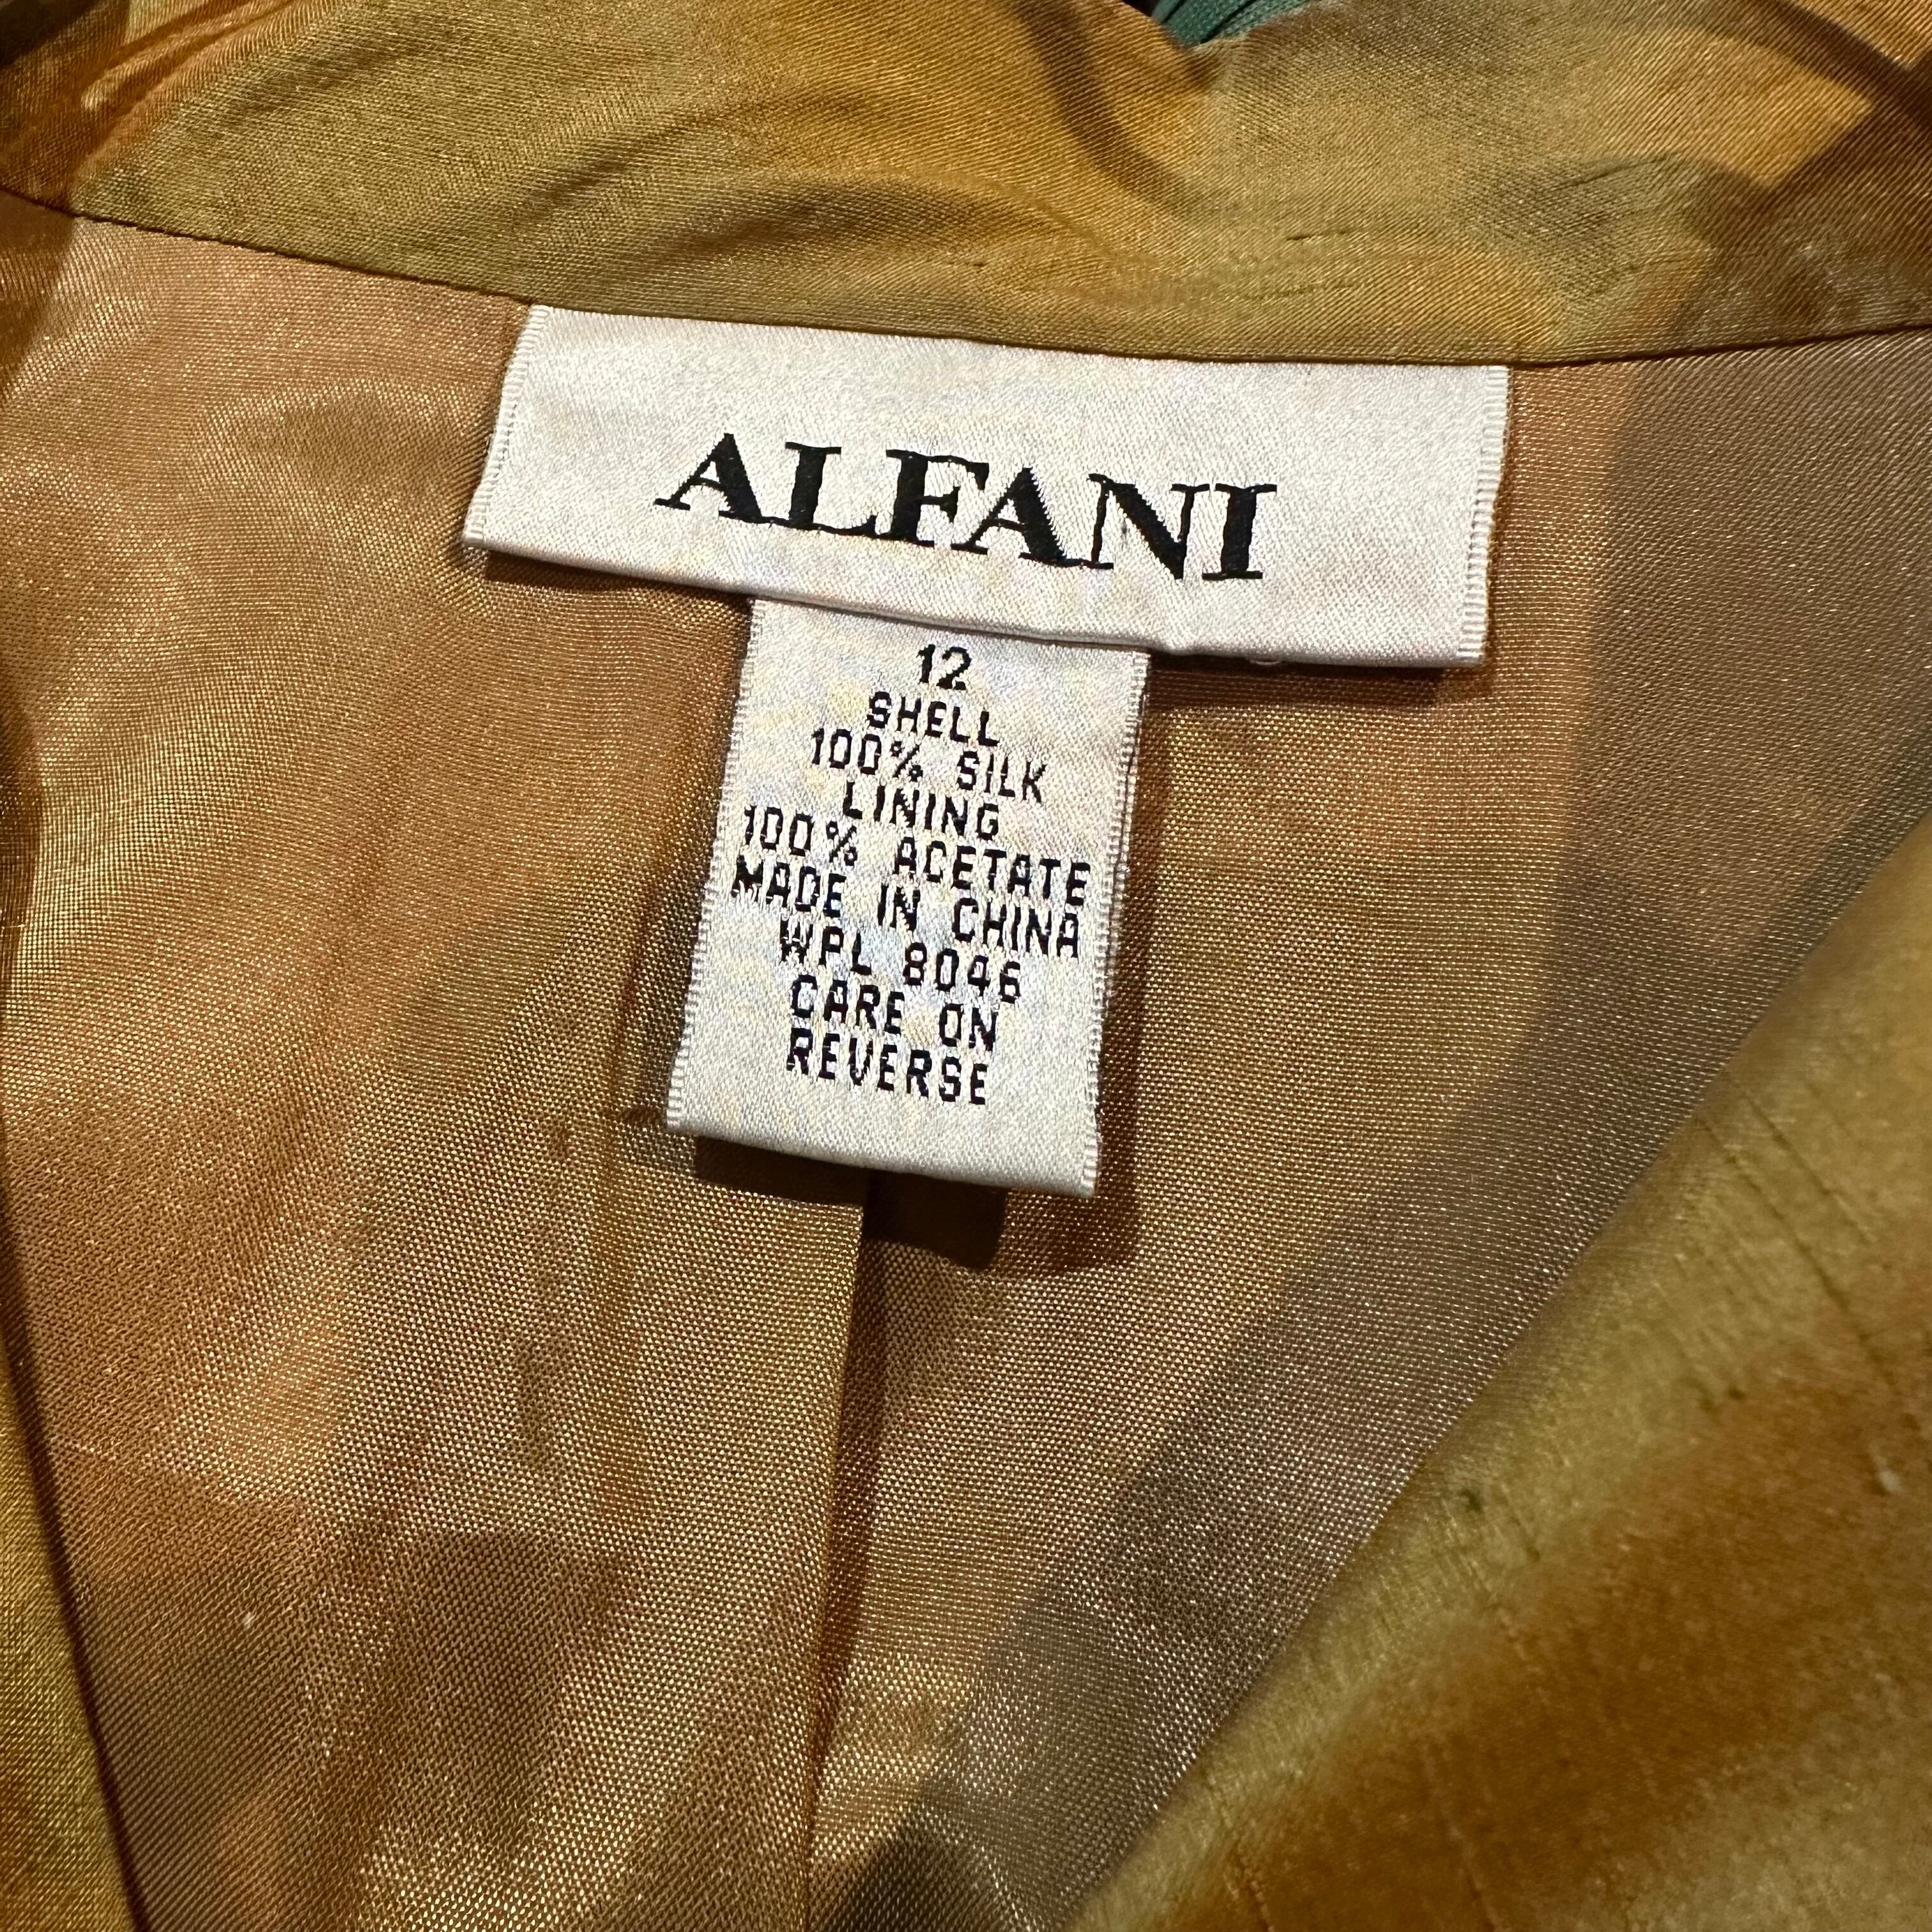 ALFANI
12
SHELL
100% SILK
LINING
100% ACETATE
MADE IN CHINA
WPL 8046
CARE ON
REVERSE